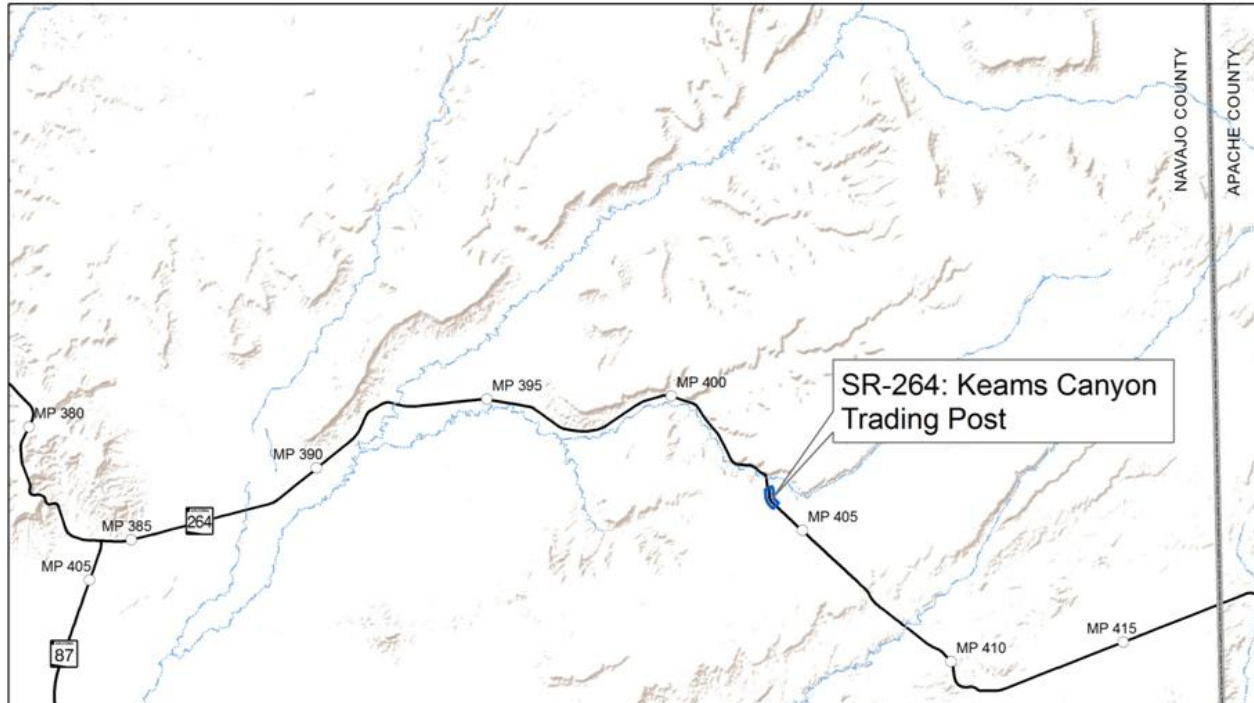 NAVAJO COUNTY
APACHE COUNTY
MP 380
MP 385
MP 390
MP 395
MP 400
SR-264: Keams Canyon
Trading Post
MP 405
MP 405
264
87
MP 410
MP 415